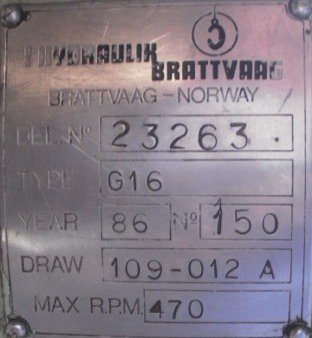 HYDRAULIK
BRATTVAAG
BRATTVAAG-NORWAY
DEL. Nº 23263.
TYPE G16
YEAR 86 Nº 150
DRAW 109-012 A
MAX R.P.M. 470